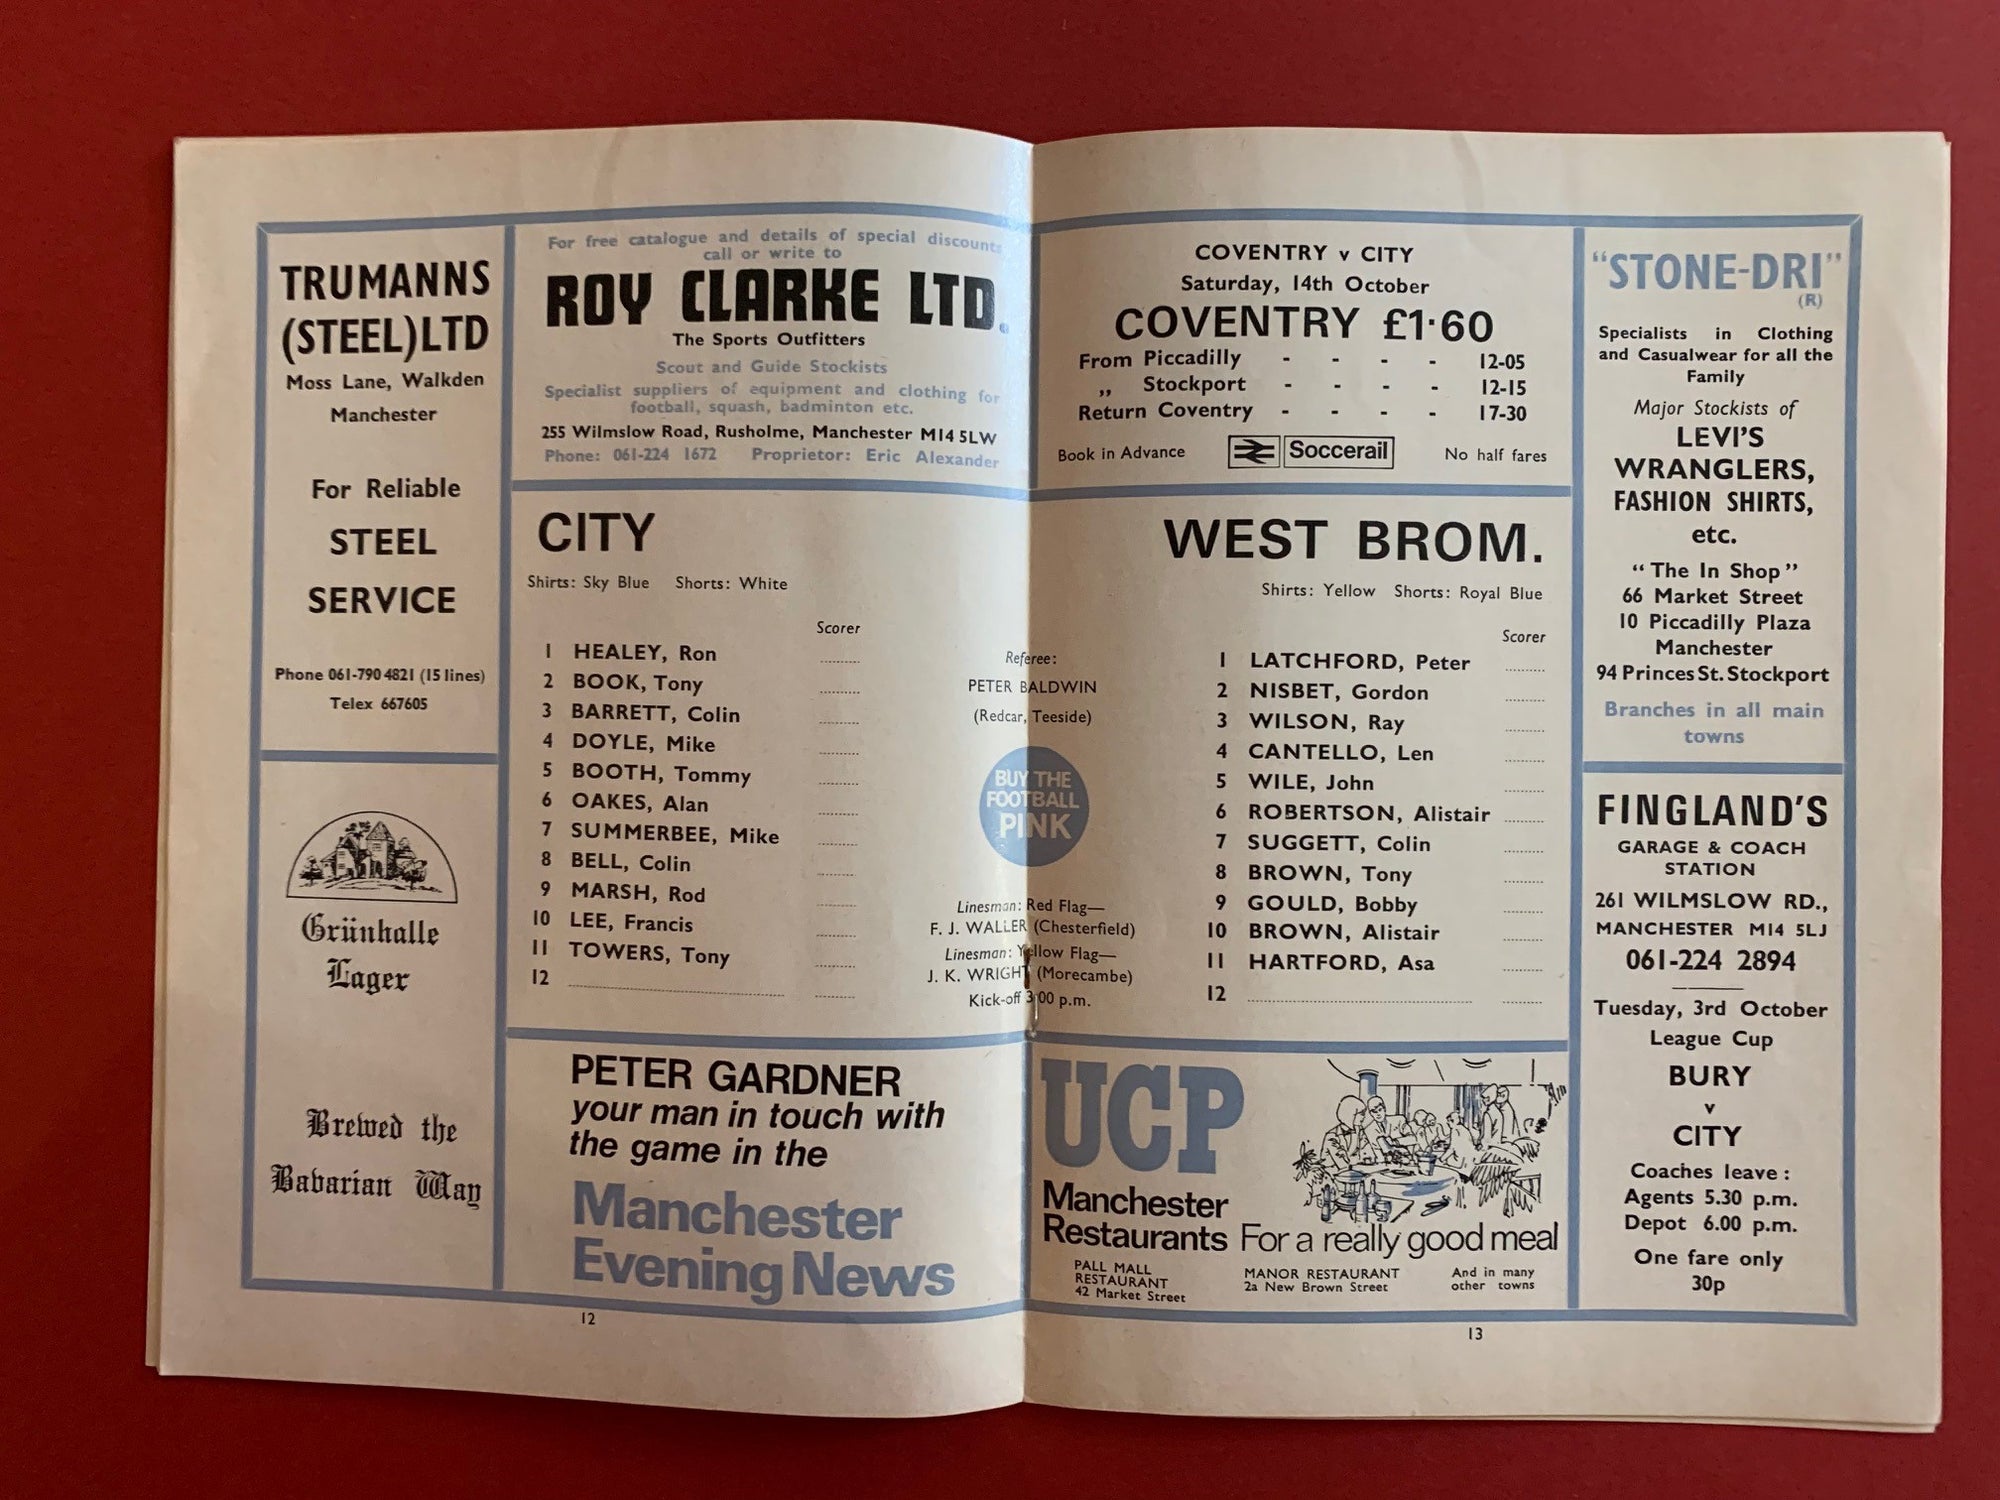 TRUMANNS
(STEEL) LTD
Moss Lane, Walkden
Manchester
For Reliable
STEEL
SERVICE
Phone 061-790 4821 (15 lines)
Telex 667605
Grünhalle
Lager
Brewed the
Bavarian Way
For free catalogue and details of special discounts
call or write to
ROY CLARKE LTD.
The Sports Outfitters
Scout and Guide Stockists
Specialist suppliers of equipment and clothing for
football, squash, badminton etc.
255 Wilmslow Road, Rusholme, Manchester M14 5LW
Phone: 061-224 1672 Proprietor: Eric Alexander
CITY
Shirts: Sky Blue Shorts: White
Scorer
1 HEALEY, Ron
2 BOOK, Tony
3 BARRETT, Colin
4 DOYLE, Mike
5 BOOTH, Tommy
6 OAKES, Alan
7 SUMMERBEE, Mike
8 BELL, Colin
9 MARSH, Rod
10 LEE, Francis
11 TOWERS, Tony
12
Referee:
PETER BALDWIN
(Redcar, Teeside)
BUY THE
FOOTBALL
PINK
Linesman: Red Flag—
F. J. WALLER (Chesterfield)
Linesman: Yellow Flag—
J. K. WRIGHT (Morecambe)
Kick-off 3.00 p.m.
PETER GARDNER
your man in touch with
the game in the
Manchester
Evening News
12
COVENTRY v CITY
Saturday, 14th October
COVENTRY £1·60
From Piccadilly - - - - 12-05
,, Stockport - - - - 12-15
Return Coventry - - - - 17-30
Book in Advance Soccerail No half fares
WEST BROM.
Shirts: Yellow Shorts: Royal Blue
Scorer
1 LATCHFORD, Peter
2 NISBET, Gordon
3 WILSON, Ray
4 CANTELLO, Len
5 WILE, John
6 ROBERTSON, Alistair
7 SUGGETT, Colin
8 BROWN, Tony
9 GOULD, Bobby
10 BROWN, Alistair
11 HARTFORD, Asa
12
UCP
Manchester
Restaurants For a really good meal
PALL MALL
RESTAURANT
42 Market Street
MANOR RESTAURANT
2a New Brown Street
And in many
other towns
"STONE-DRI"
(R)
Specialists in Clothing
and Casualwear for all the
Family
Major Stockists of
LEVI'S
WRANGLERS,
FASHION SHIRTS,
etc.
"The In Shop"
66 Market Street
10 Piccadilly Plaza
Manchester
94 Princes St. Stockport
Branches in all main
towns
FINGLAND'S
GARAGE & COACH
STATION
261 WILMSLOW RD.,
MANCHESTER M14 5LJ
061-224 2894
Tuesday, 3rd October
League Cup
BURY
v
CITY
Coaches leave :
Agents 5.30 p.m.
Depot 6.00 p.m.
One fare only
30p
13